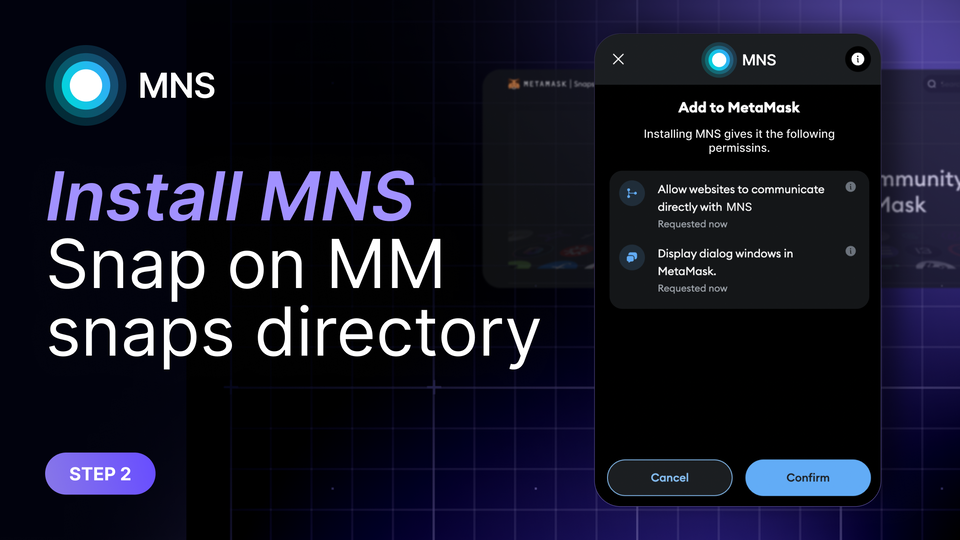 MNS
Install MNS
Snap on MM
snaps directory
STEP 2
METAMASK | Snaps
MNS
Add to MetaMask
Installing MNS gives it the following
permissins.
Allow websites to communicate
directly with MNS
Requested now
Display dialog windows in
MetaMask.
Requested now
Cancel
Confirm
mmunity
Mask